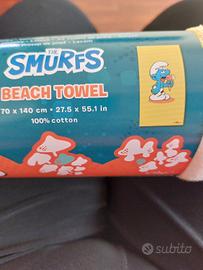 THE
SMURFS
BEACH TOWEL
70 x 140 cm • 27.5 x 55.1 in
100% cotton
subito